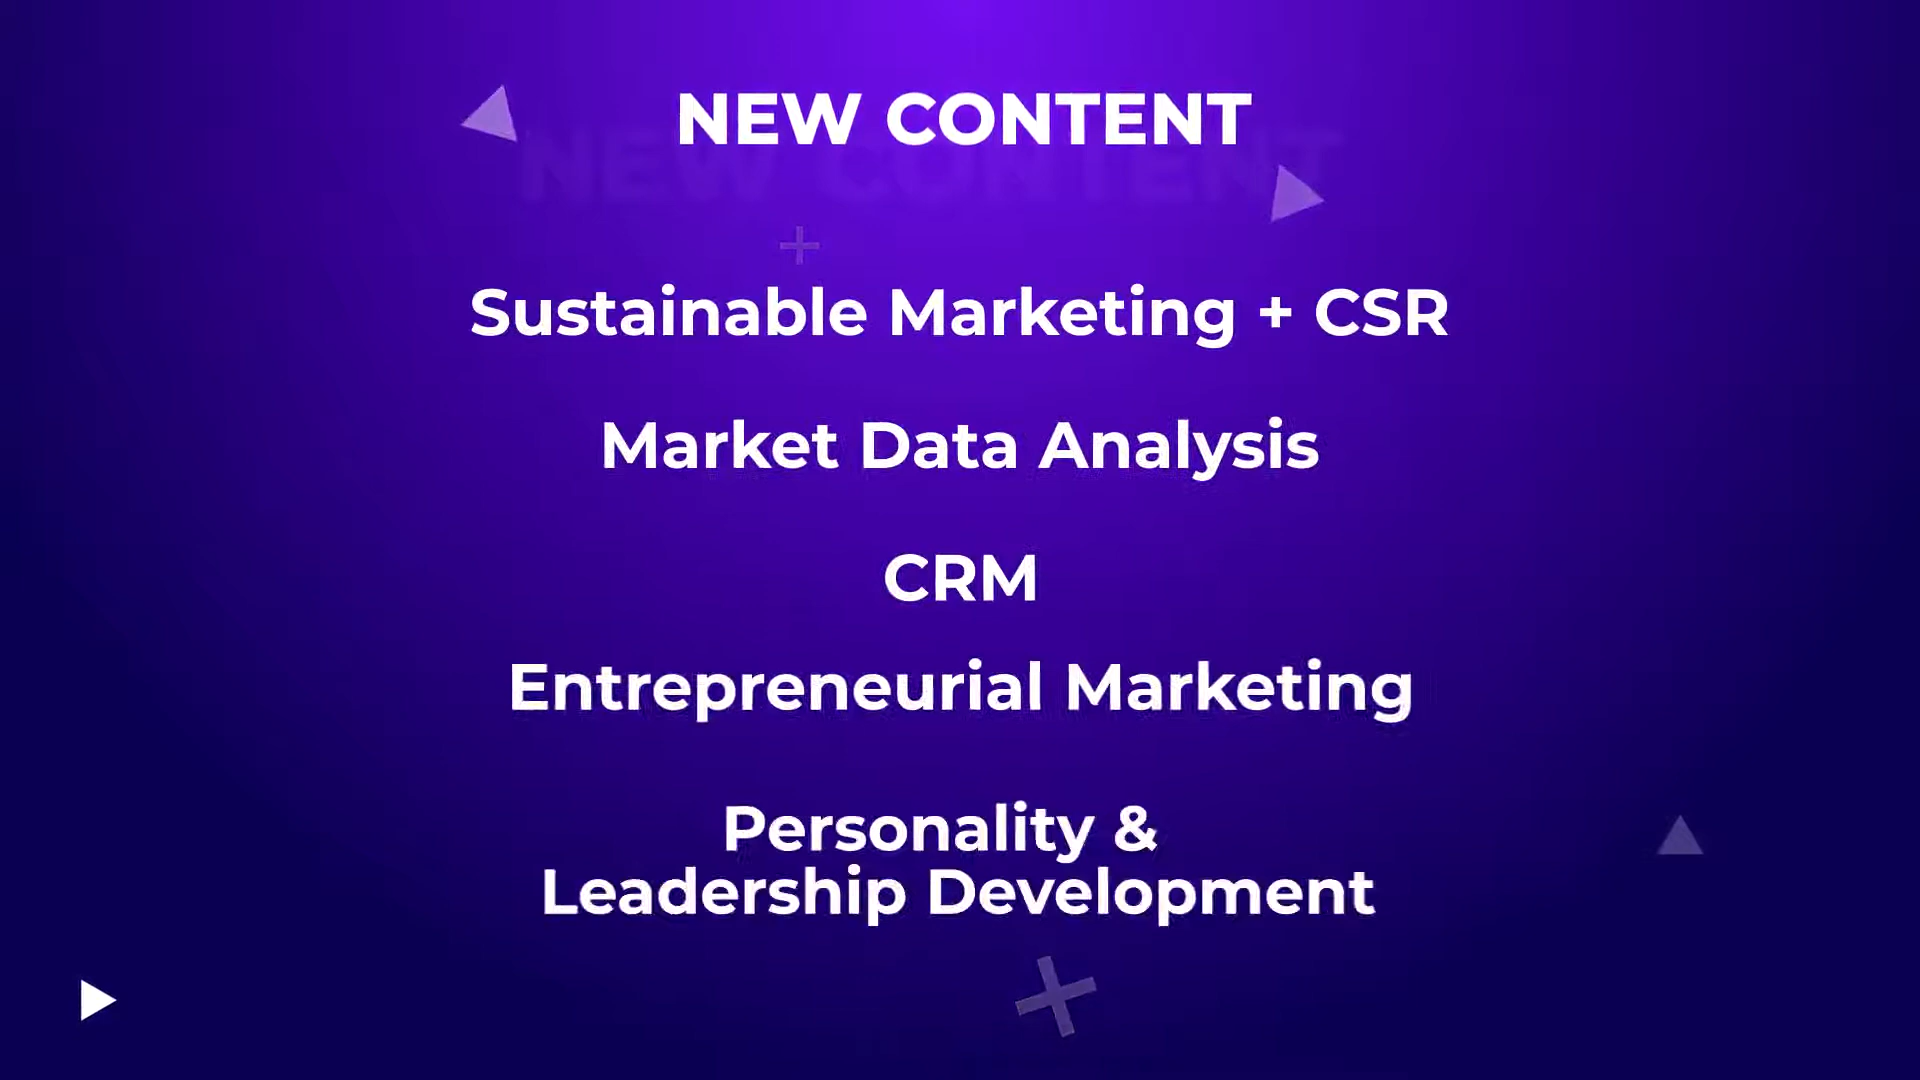 NEW CONTENT
Sustainable Marketing + CSR
Market Data Analysis
CRM
Entrepreneurial Marketing
Personality &
Leadership Development